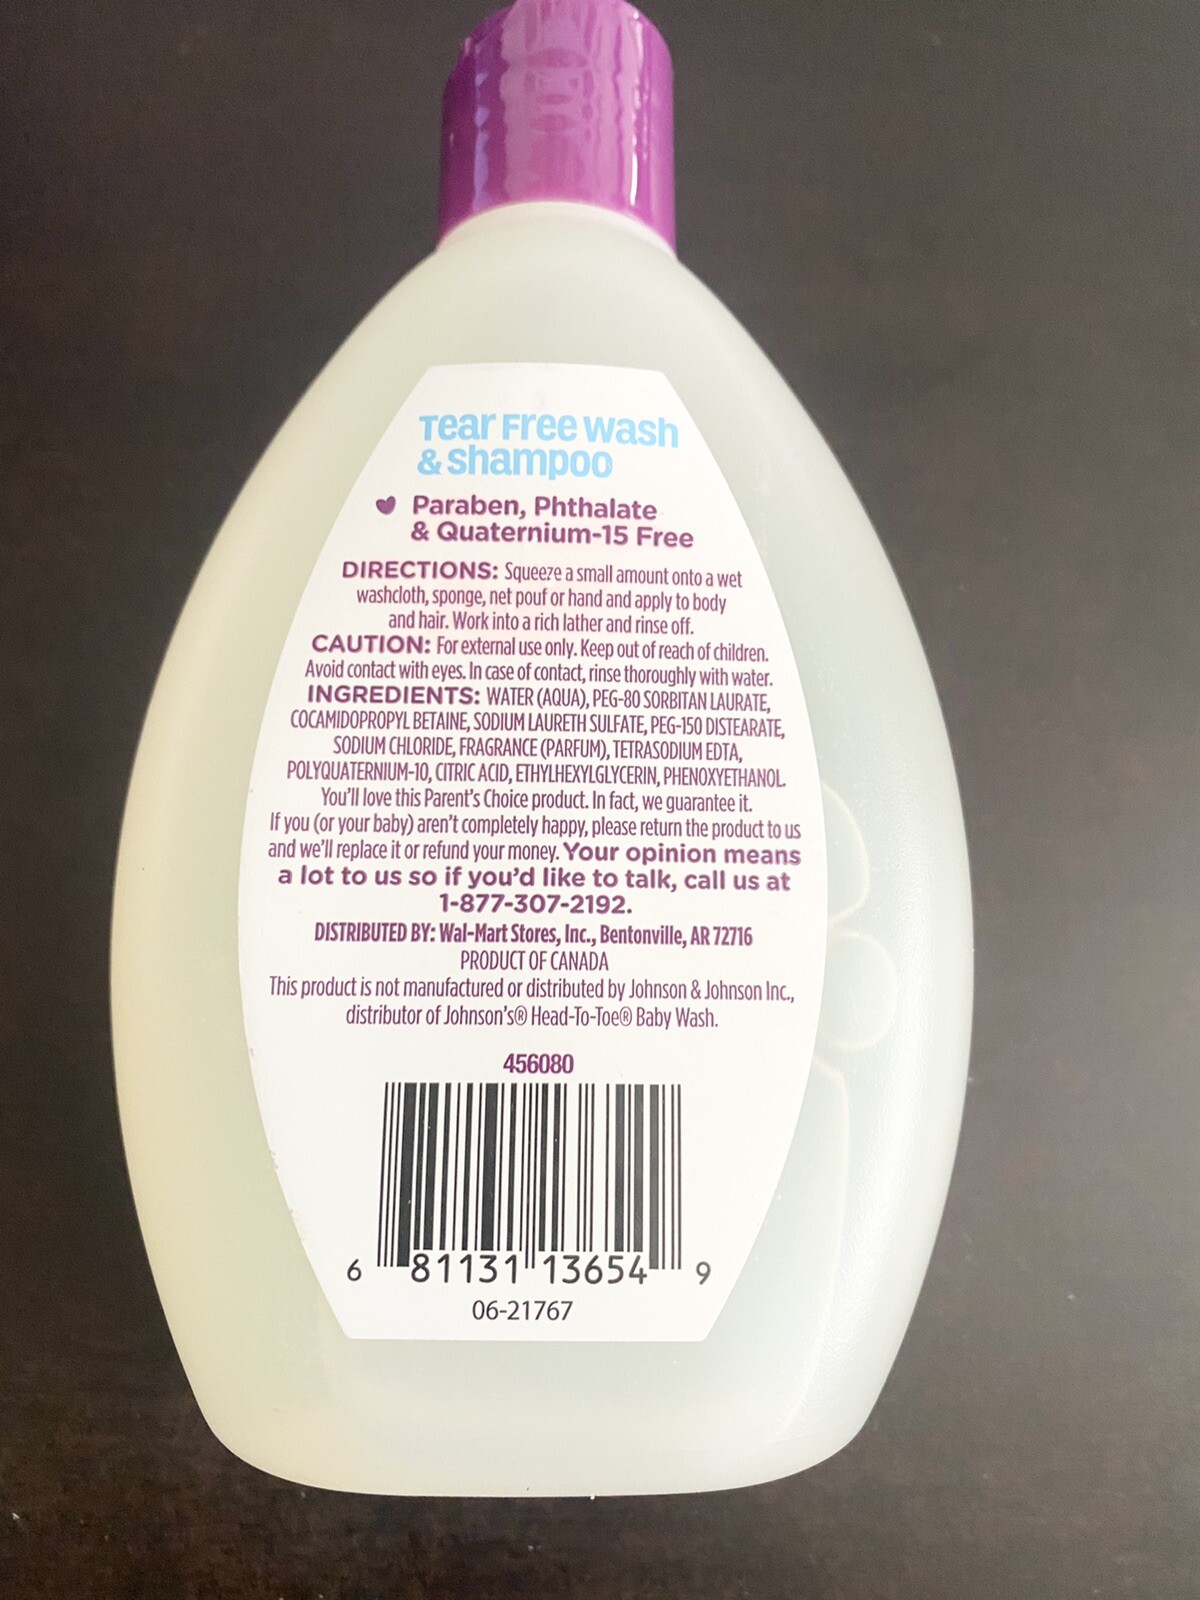 Tear Free wash
& shampoo
Paraben, Phthalate
& Quaternium-15 Free
DIRECTIONS: Squeeze a small amount onto a wet
washcloth, sponge, net pouf or hand and apply to body
and hair. Work into a rich lather and rinse off.
CAUTION: For external use only. Keep out of reach of children.
Avoid contact with eyes. In case of contact, rinse thoroughly with water.
INGREDIENTS: WATER (AQUA), PEG-80 SORBITAN LAURATE,
COCAMIDOPROPYL BETAINE, SODIUM LAURETH SULFATE, PEG-150 DISTEARATE,
SODIUM CHLORIDE, FRAGRANCE (PARFUM), TETRASODIUM EDTA,
POLYQUATERNIUM-10, CITRIC ACID, ETHYLHEXYLGLYCERIN, PHENOXYETHANOL.
You'll love this Parent's Choice product. In fact, we guarantee it.
If you (or your baby) aren't completely happy, please return the product to us
and we'll replace it or refund your money. Your opinion means
a lot to us so if you'd like to talk, call us at
1-877-307-2192.
DISTRIBUTED BY: Wal-Mart Stores, Inc., Bentonville, AR 72716
PRODUCT OF CANADA
This product is not manufactured or distributed by Johnson & Johnson Inc.,
distributor of Johnson's® Head-To-Toe® Baby Wash.
456080
6 81131 13654 9
06-21767